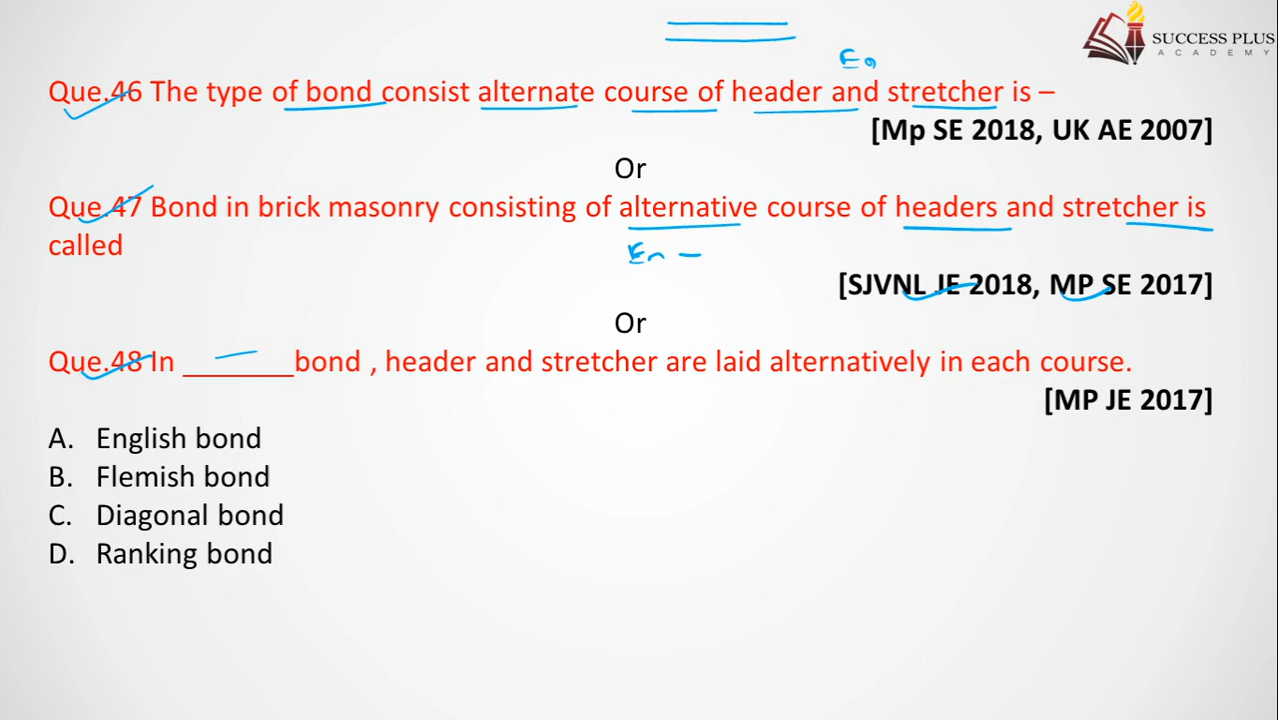 SUCCESS PLUS
ACADEMY
En
Que.46 The type of bond consist alternate course of header and stretcher is –
[Mp SE 2018, UK AE 2007]
Or
Que.47 Bond in brick masonry consisting of alternative course of headers and stretcher is
called
En –
[SJVNL JE 2018, MP SE 2017]
Or
Que.48 In ________bond , header and stretcher are laid alternatively in each course.
[MP JE 2017]
A. English bond
B. Flemish bond
C. Diagonal bond
D. Ranking bond